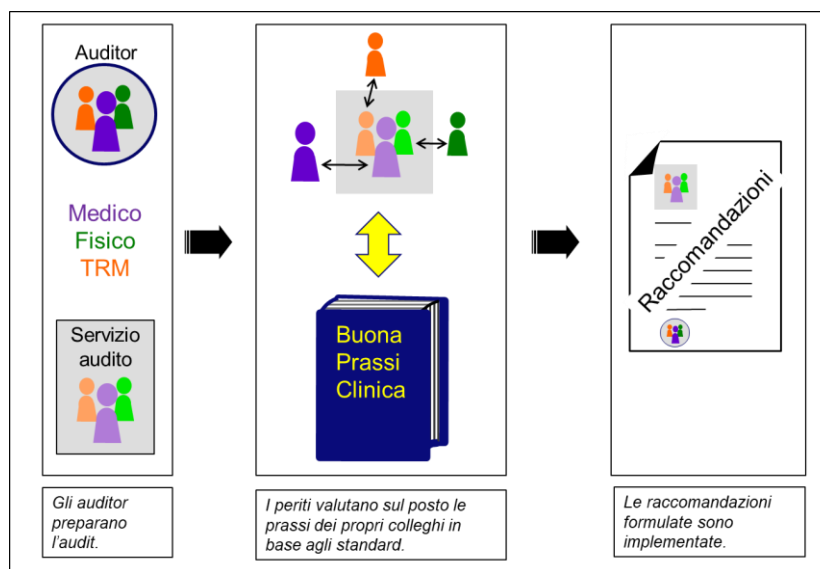 Auditor
Medico
Fisico
TRM
Servizio
audito
Gli auditor
preparano
l'audit.
Buona
Prassi
Clinica
I periti valutano sul posto le
prassi dei propri colleghi in
base agli standard.
Raccomandazioni
Le raccomandazioni
formulate sono
implementate.